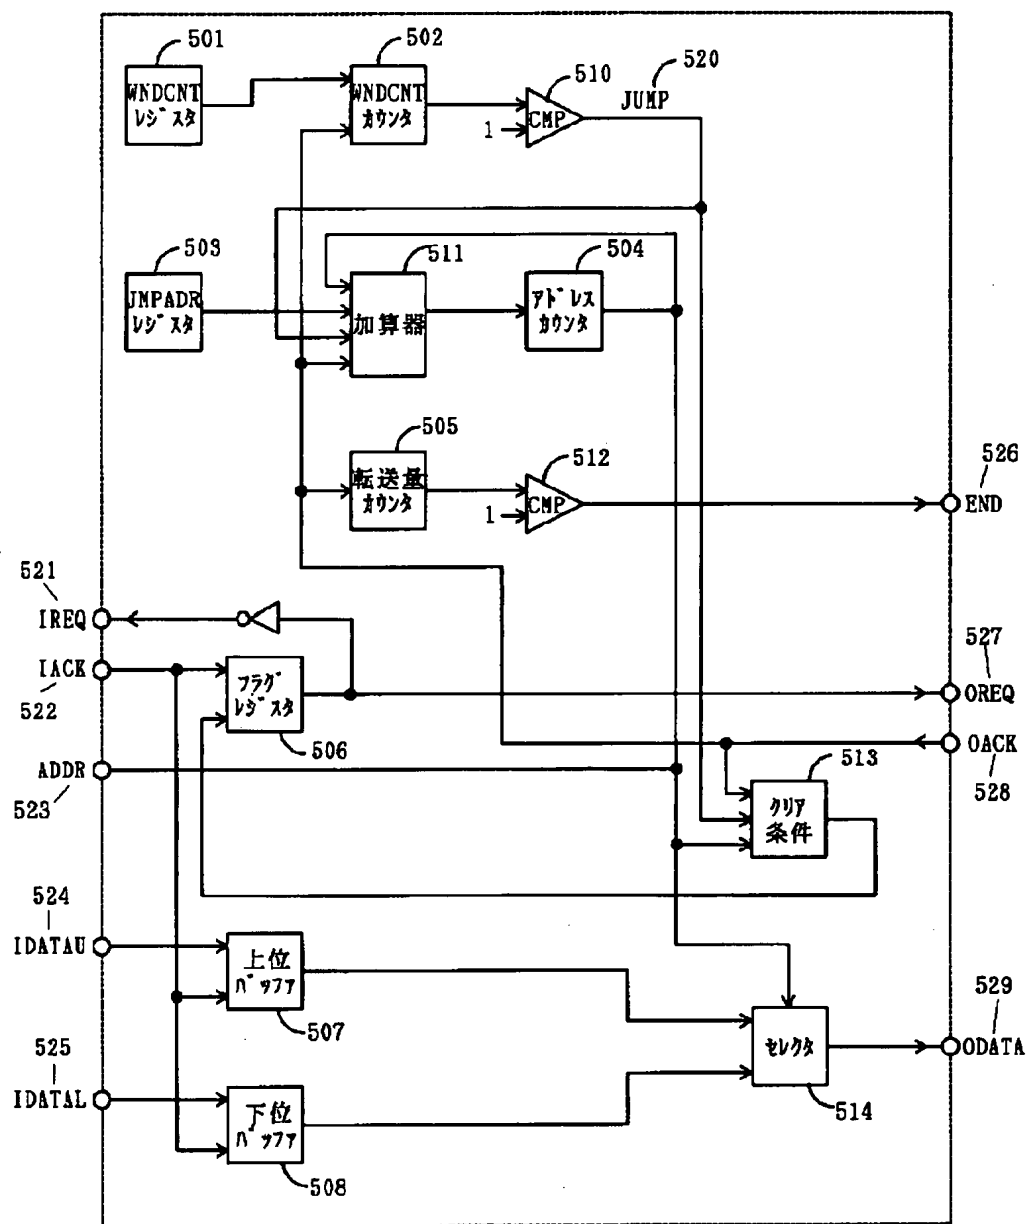 501
502
510
520
WNDCNT
レジスタ
WNDCNT
カウンタ
CMP
1
JUMP
503
511
504
JMPADR
レジスタ
加算器
アドレス
カウンタ
505
512
526
転送量
カウンタ
CMP
1
END
521
IREQ
527
IACK
522
フラグ
レジスタ
506
OREQ
OACK
528
ADDR
523
513
クリア
条件
524
IDATAU
上位
バッファ
507
529
セレクタ
514
ODATA
525
IDATAL
下位
バッファ
508